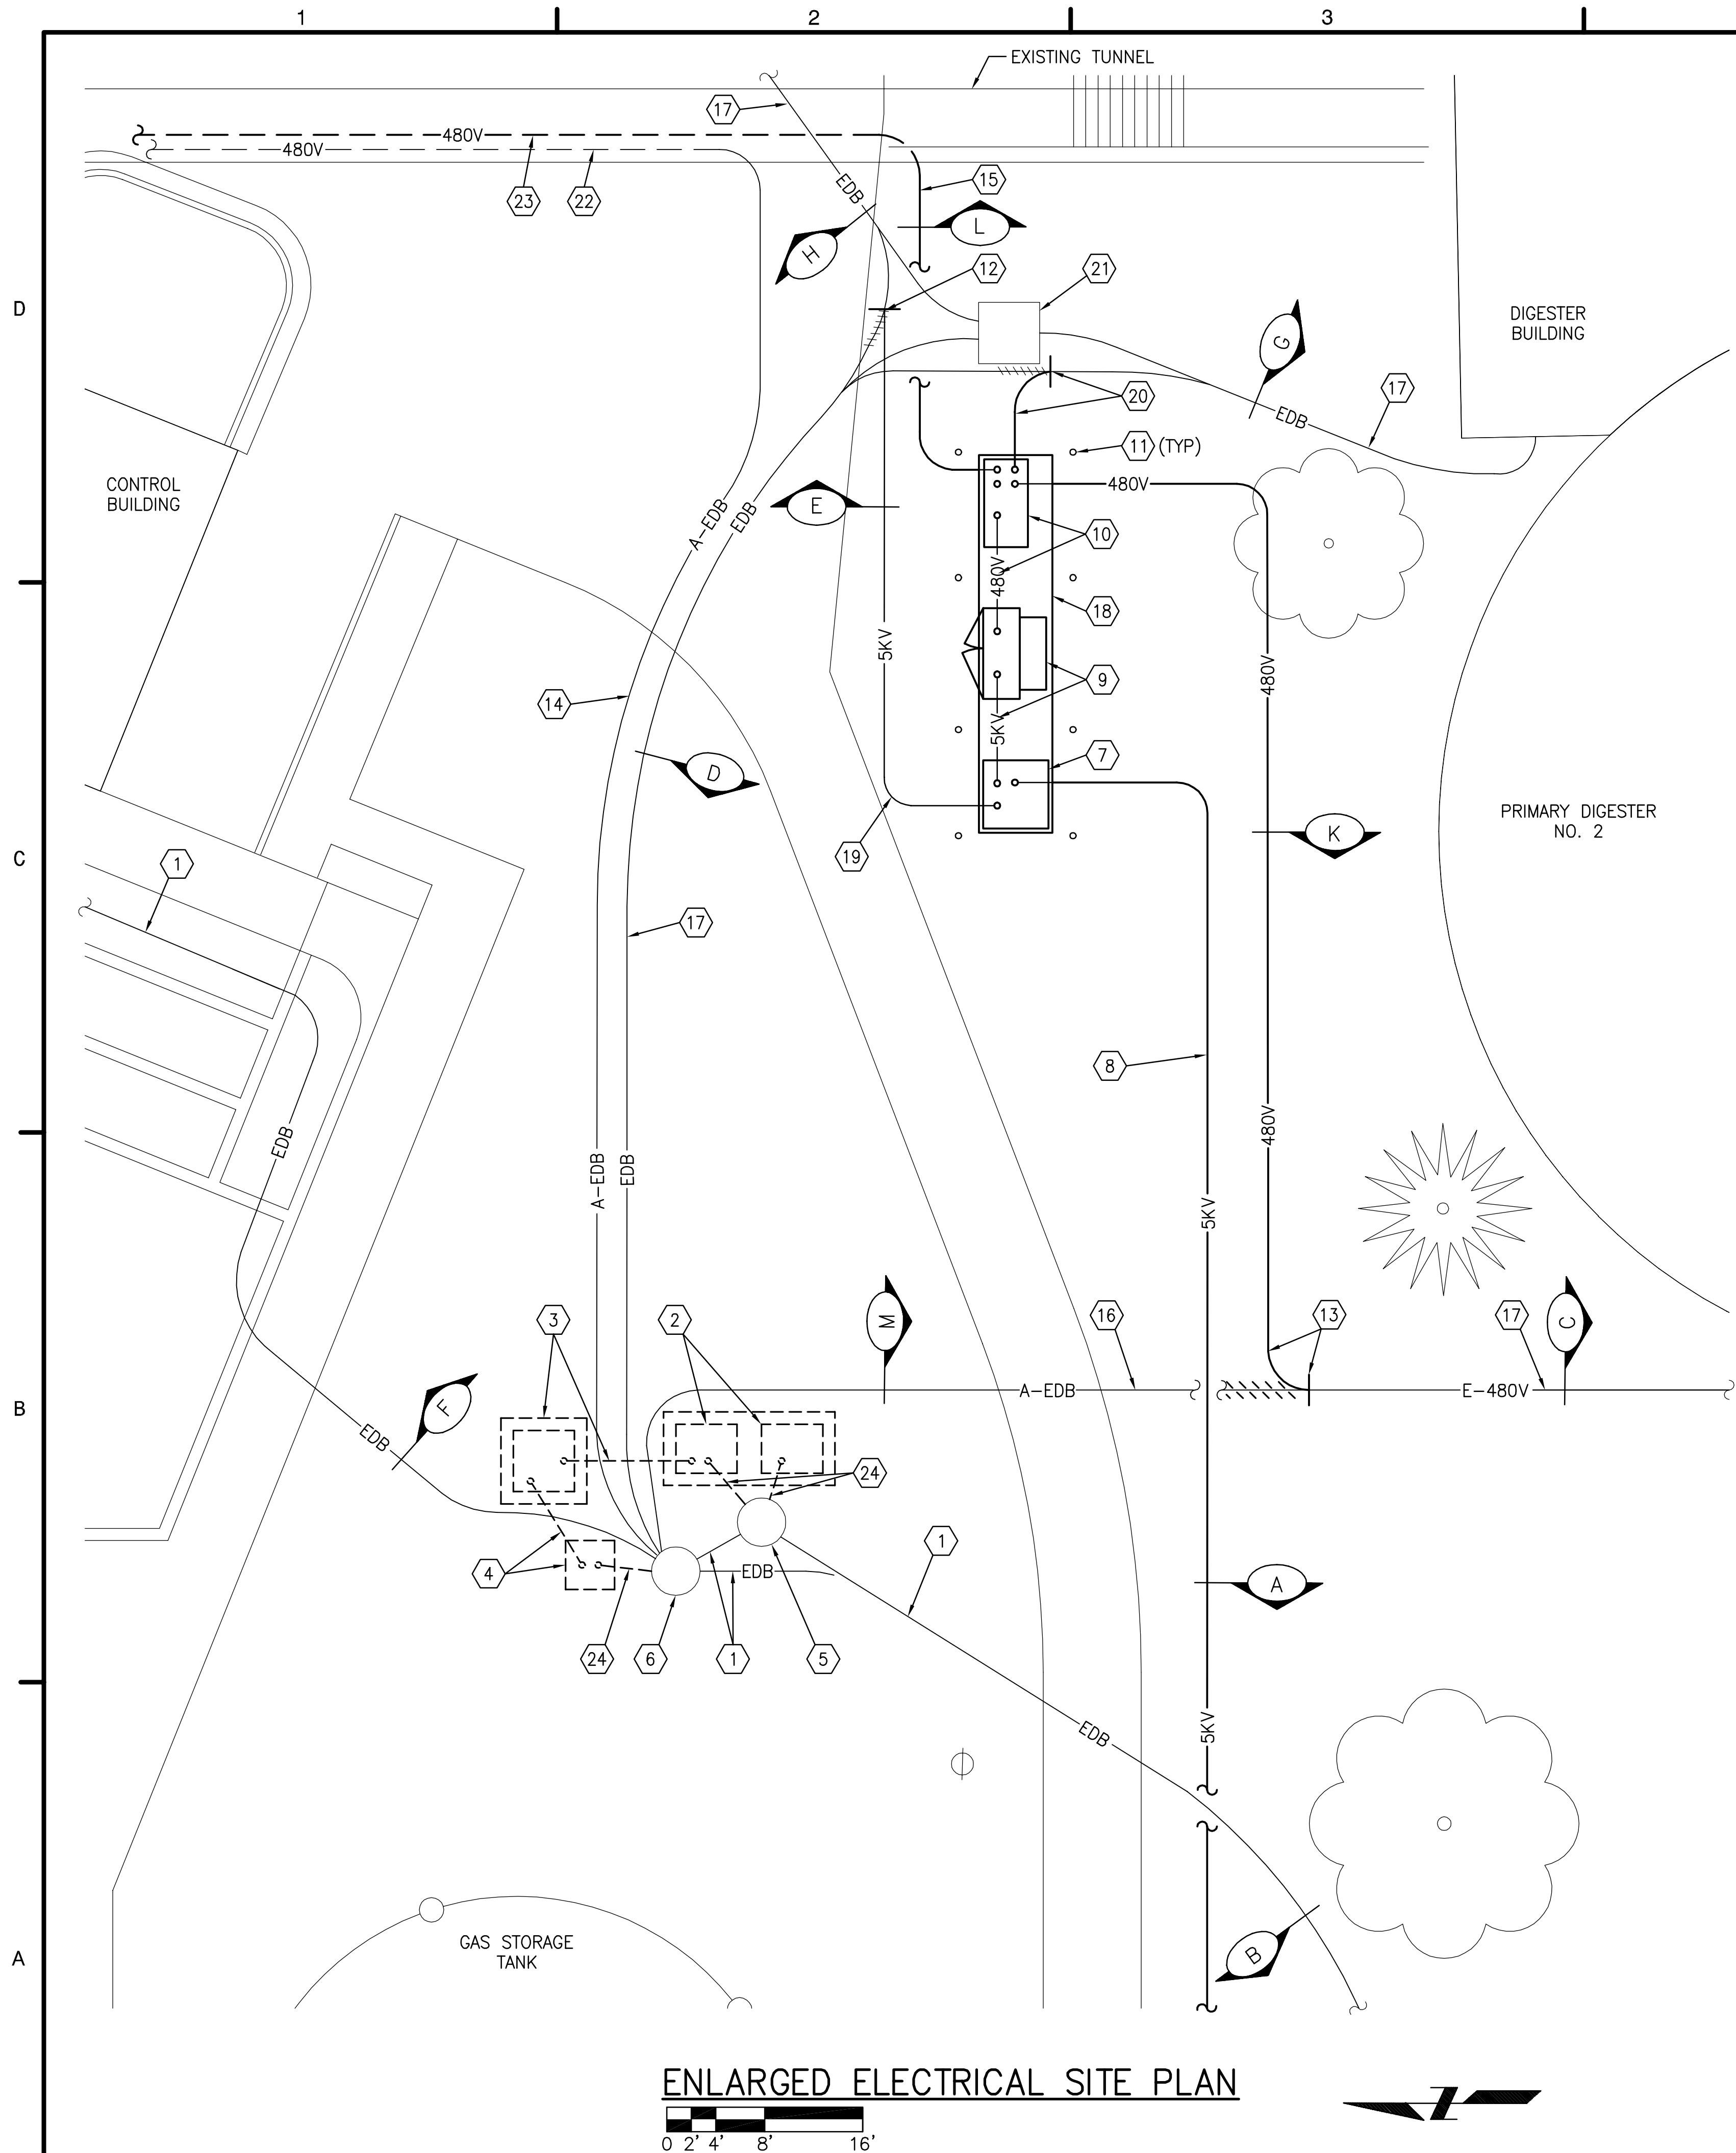 1 2 3
EXISTING TUNNEL
17
480V
480V
15
EDB
23 22
L
H
12 21
D
DIGESTER
BUILDING
G
17
20
EDB
11 (TYP)
CONTROL
BUILDING
480V
E
A-EDB
EDB
10
480V
18
5KV
480V
9
14
5KV
D
7
PRIMARY DIGESTER
NO. 2
K
19
C
1
17
8
480V
EDB
A-EDB
EDB
5KV
3 2 M 16 13 17 C
A-EDB
E-480V
B
F
EDB
24
1
4
EDB
A
24 6 1 5
5KV
EDB
GAS STORAGE
TANK
B
A
ENLARGED ELECTRICAL SITE PLAN
0 2' 4' 8' 16'